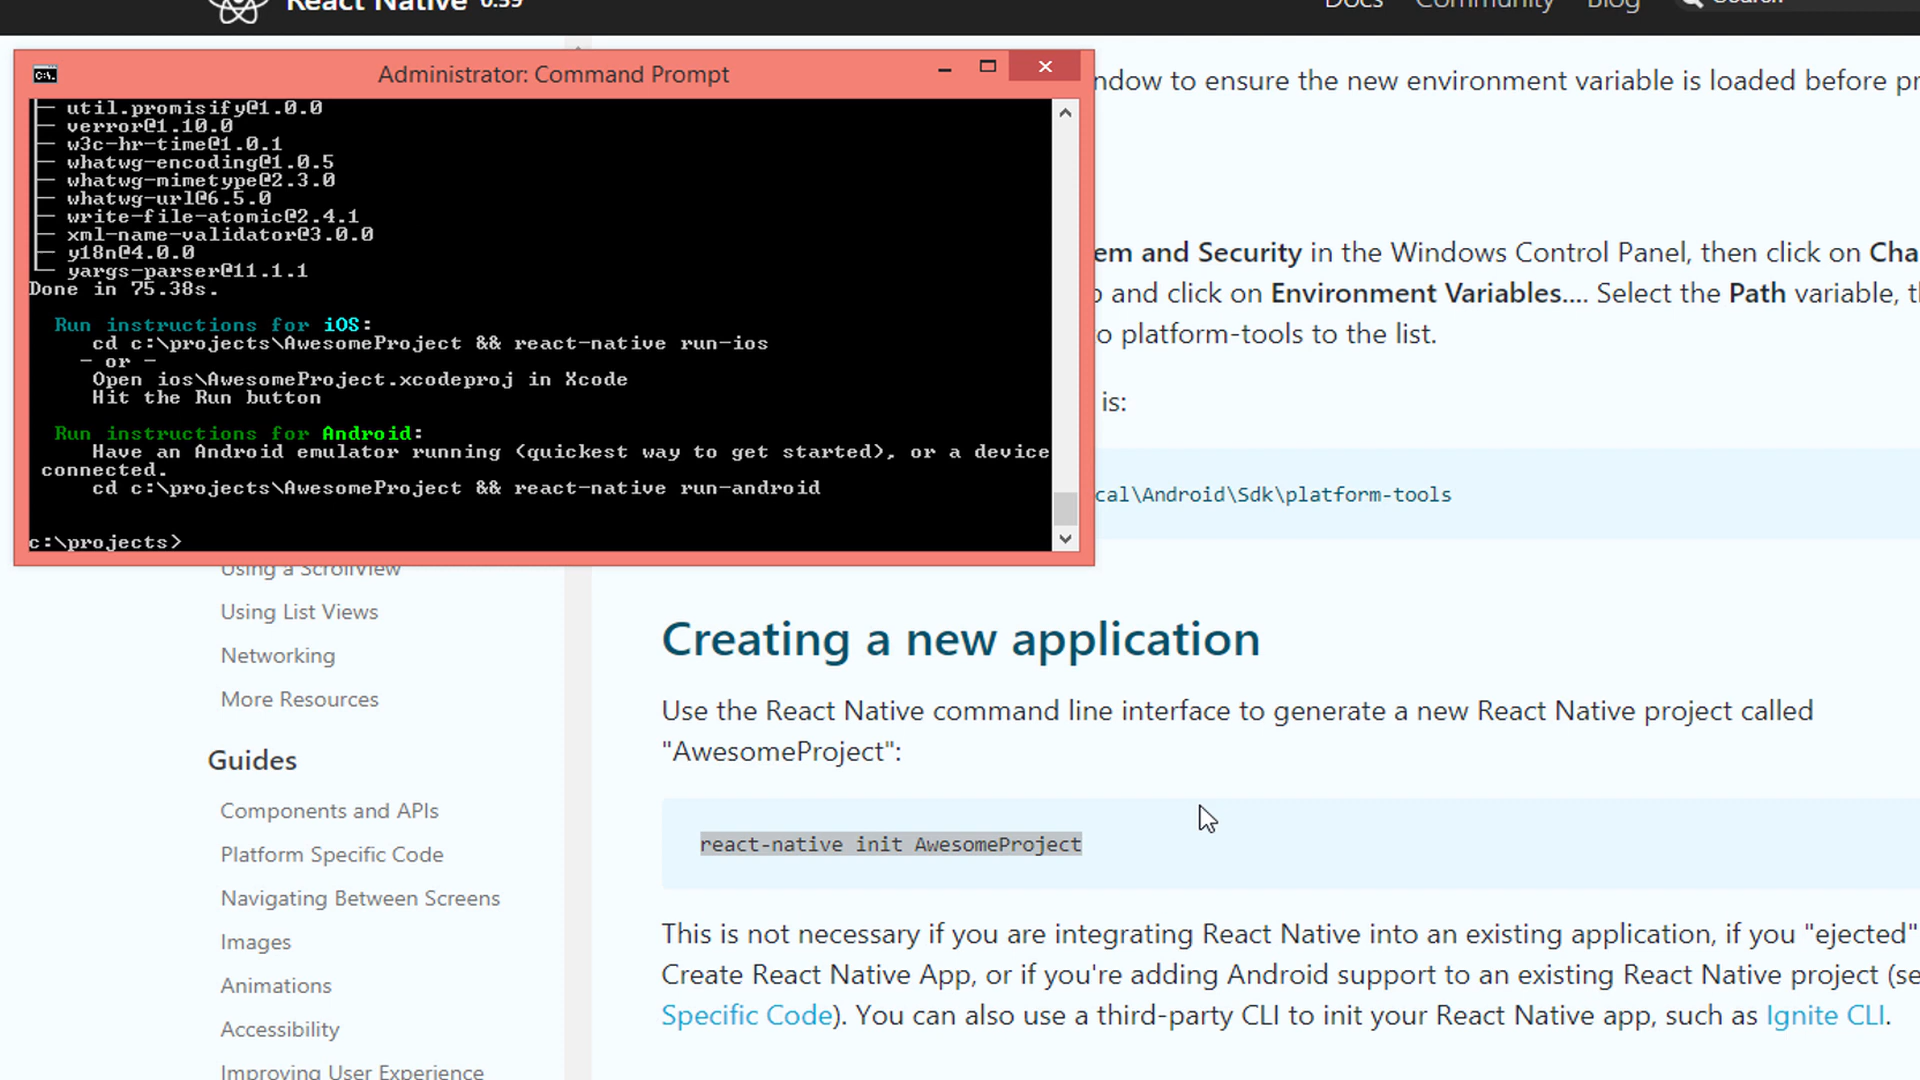 React Native 0.59
Docs Community Blog Search
Administrator: Command Prompt
util.promisify@1.0.0
verror@1.10.0
w3c-hr-time@1.0.1
whatwg-encoding@1.0.5
whatwg-mimetype@2.3.0
whatwg-url@6.5.0
write-file-atomic@2.4.1
xml-name-validator@3.0.0
y18n@4.0.0
yargs-parser@11.1.1
Done in 75.38s.
Run instructions for iOS:
cd c:\projects\AwesomeProject && react-native run-ios
- or -
Open ios\AwesomeProject.xcodeproj in Xcode
Hit the Run button
Run instructions for Android:
Have an Android emulator running (quickest way to get started), or a device
connected.
cd c:\projects\AwesomeProject && react-native run-android
c:\projects>
ndow to ensure the new environment variable is loaded before pr
em and Security in the Windows Control Panel, then click on Cha
and click on Environment Variables.... Select the Path variable, t
o platform-tools to the list.
is:
cal\Android\Sdk\platform-tools
Using a ScrollView
Using List Views
Networking
More Resources
Guides
Components and APIs
Platform Specific Code
Navigating Between Screens
Images
Animations
Accessibility
Improving User Experience
Creating a new application
Use the React Native command line interface to generate a new React Native project called
"AwesomeProject":
react-native init AwesomeProject
This is not necessary if you are integrating React Native into an existing application, if you "ejected"
Create React Native App, or if you're adding Android support to an existing React Native project (se
Specific Code). You can also use a third-party CLI to init your React Native app, such as Ignite CLI.